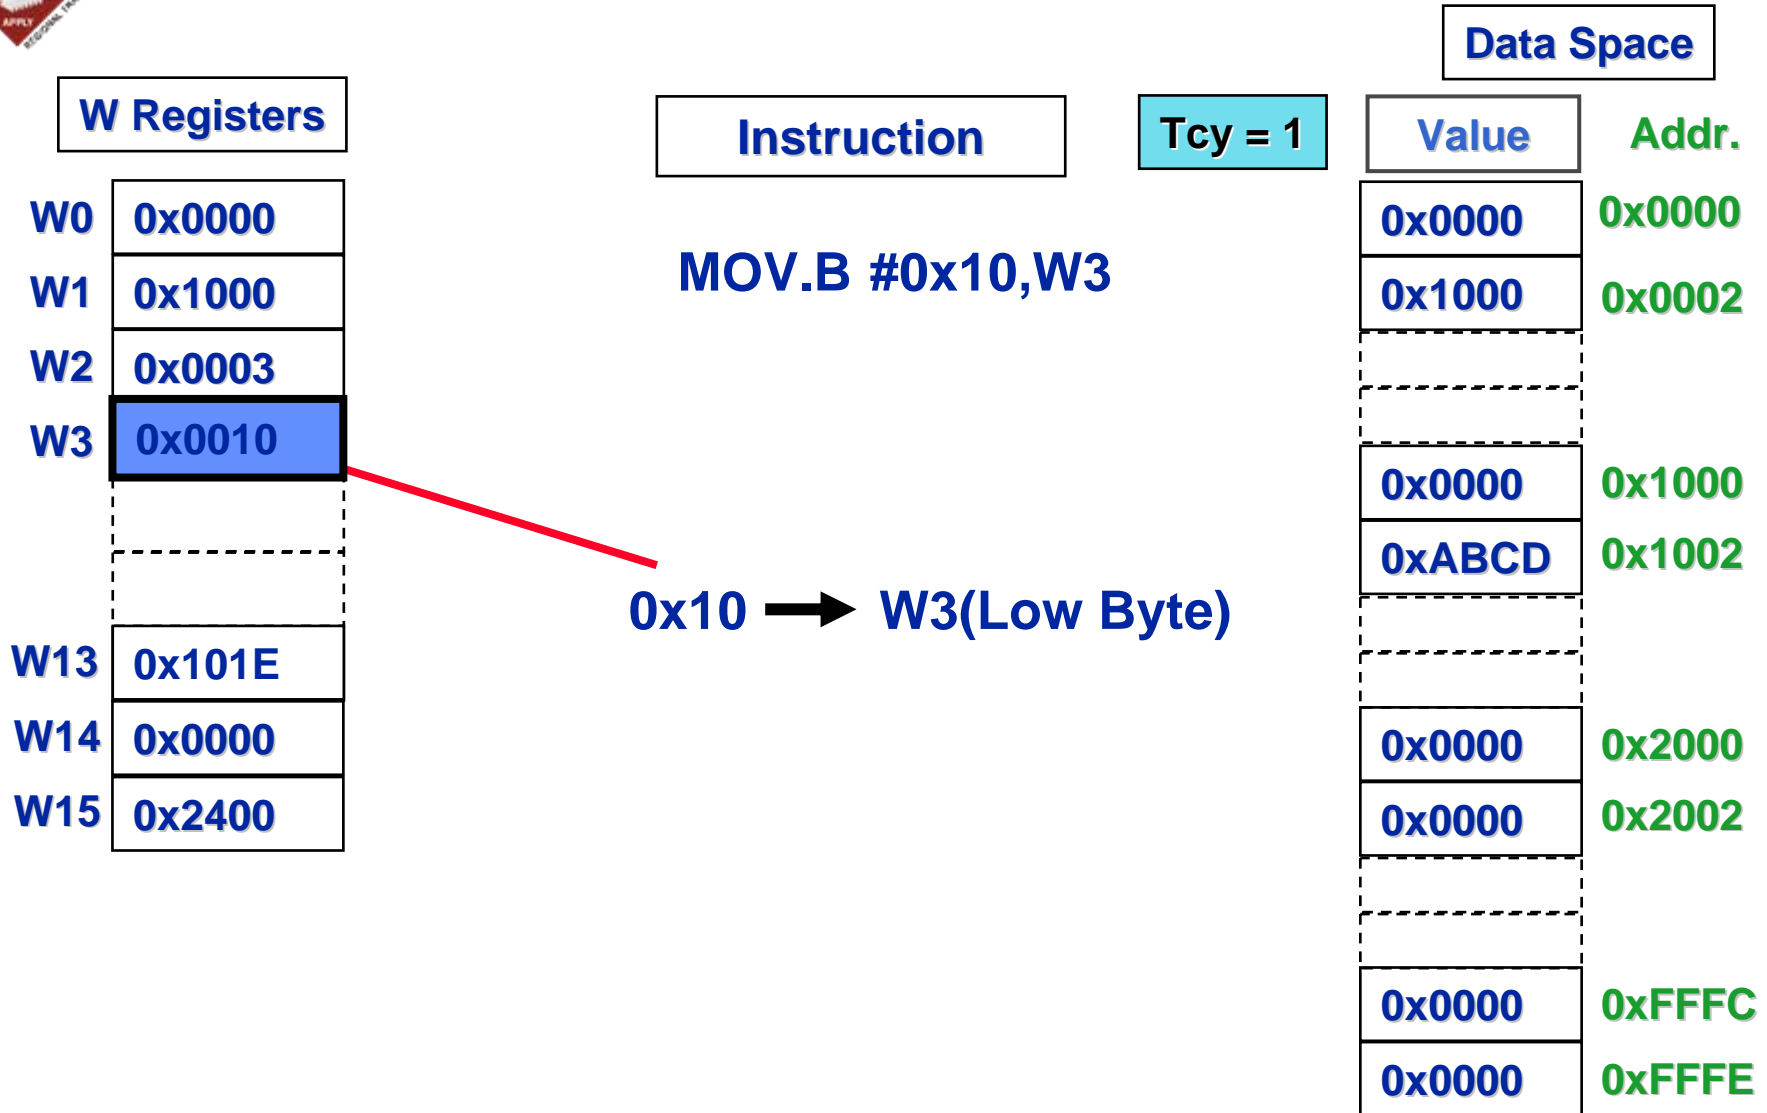 APPLY
Data Space
W Registers
Instruction
Tcy = 1
Value
Addr.
W0 0x0000
W1 0x1000
W2 0x0003
W3 0x0010
W13 0x101E
W14 0x0000
W15 0x2400
MOV.B #0x10,W3
0x10 → W3(Low Byte)
0x0000 0x0000
0x1000 0x0002
0x0000 0x1000
0xABCD 0x1002
0x0000 0x2000
0x0000 0x2002
0x0000 0xFFFC
0x0000 0xFFFE